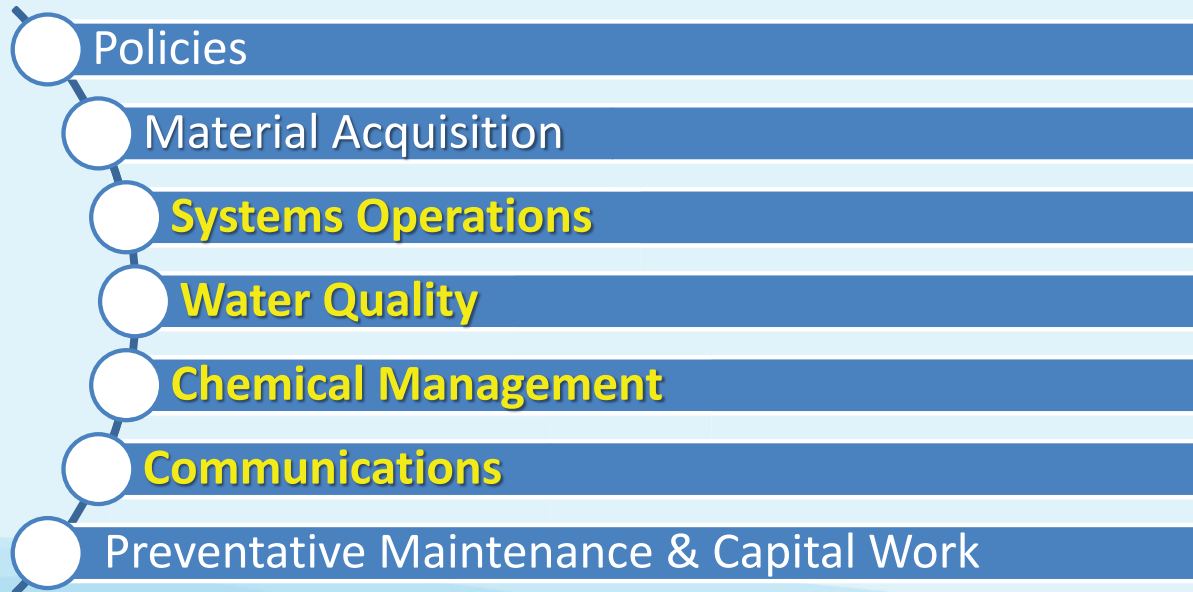 Policies
Material Acquisition
Systems Operations
Water Quality
Chemical Management
Communications
Preventative Maintenance & Capital Work